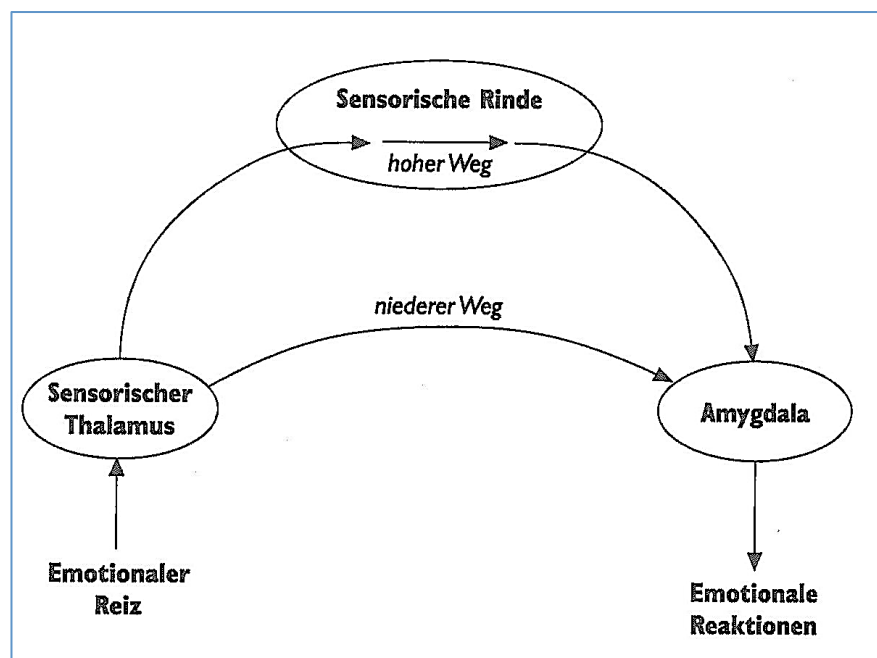 Sensorische Rinde
hoher Weg
niederer Weg
Sensorischer
Thalamus
Amygdala
Emotionaler
Reiz
Emotionale
Reaktionen